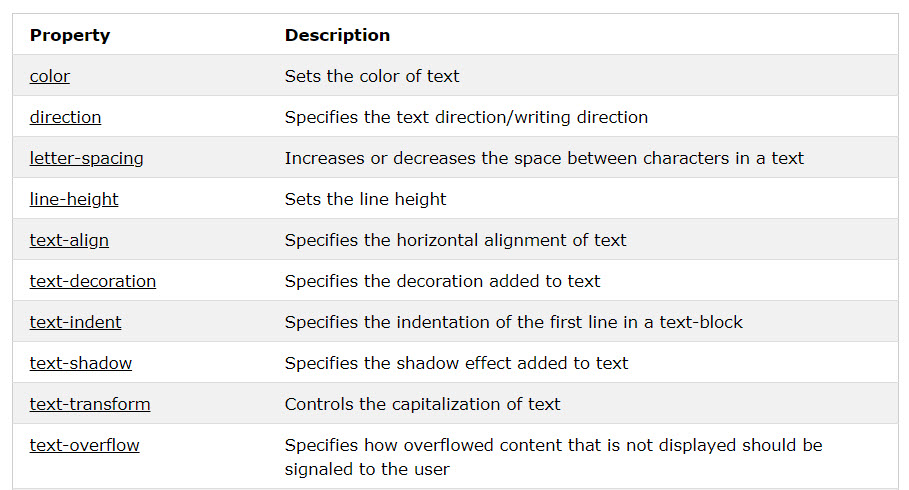 Property Description
color Sets the color of text
direction Specifies the text direction/writing direction
letter-spacing Increases or decreases the space between characters in a text
line-height Sets the line height
text-align Specifies the horizontal alignment of text
text-decoration Specifies the decoration added to text
text-indent Specifies the indentation of the first line in a text-block
text-shadow Specifies the shadow effect added to text
text-transform Controls the capitalization of text
text-overflow Specifies how overflowed content that is not displayed should be
signaled to the user